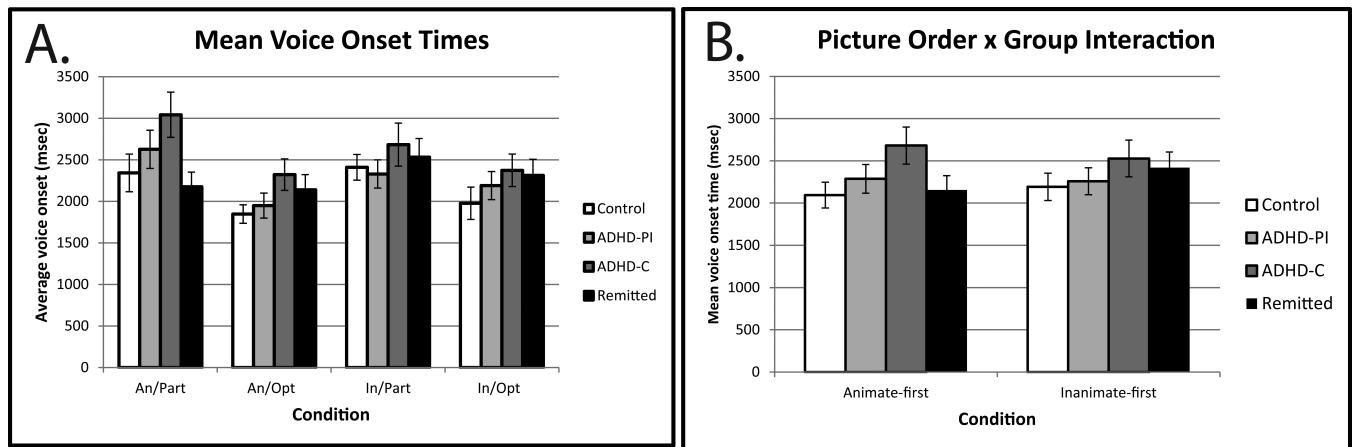 A.
Mean Voice Onset Times
Average voice onset (msec)
3500
3000
2500
2000
1500
1000
500
0
An/Part An/Opt In/Part In/Opt
Condition
Control
ADHD-PI
ADHD-C
Remitted
B.
Picture Order x Group Interaction
Mean voice onset time (msec)
3500
3000
2500
2000
1500
1000
500
0
Animate-first Inanimate-first
Condition
Control
ADHD-PI
ADHD-C
Remitted